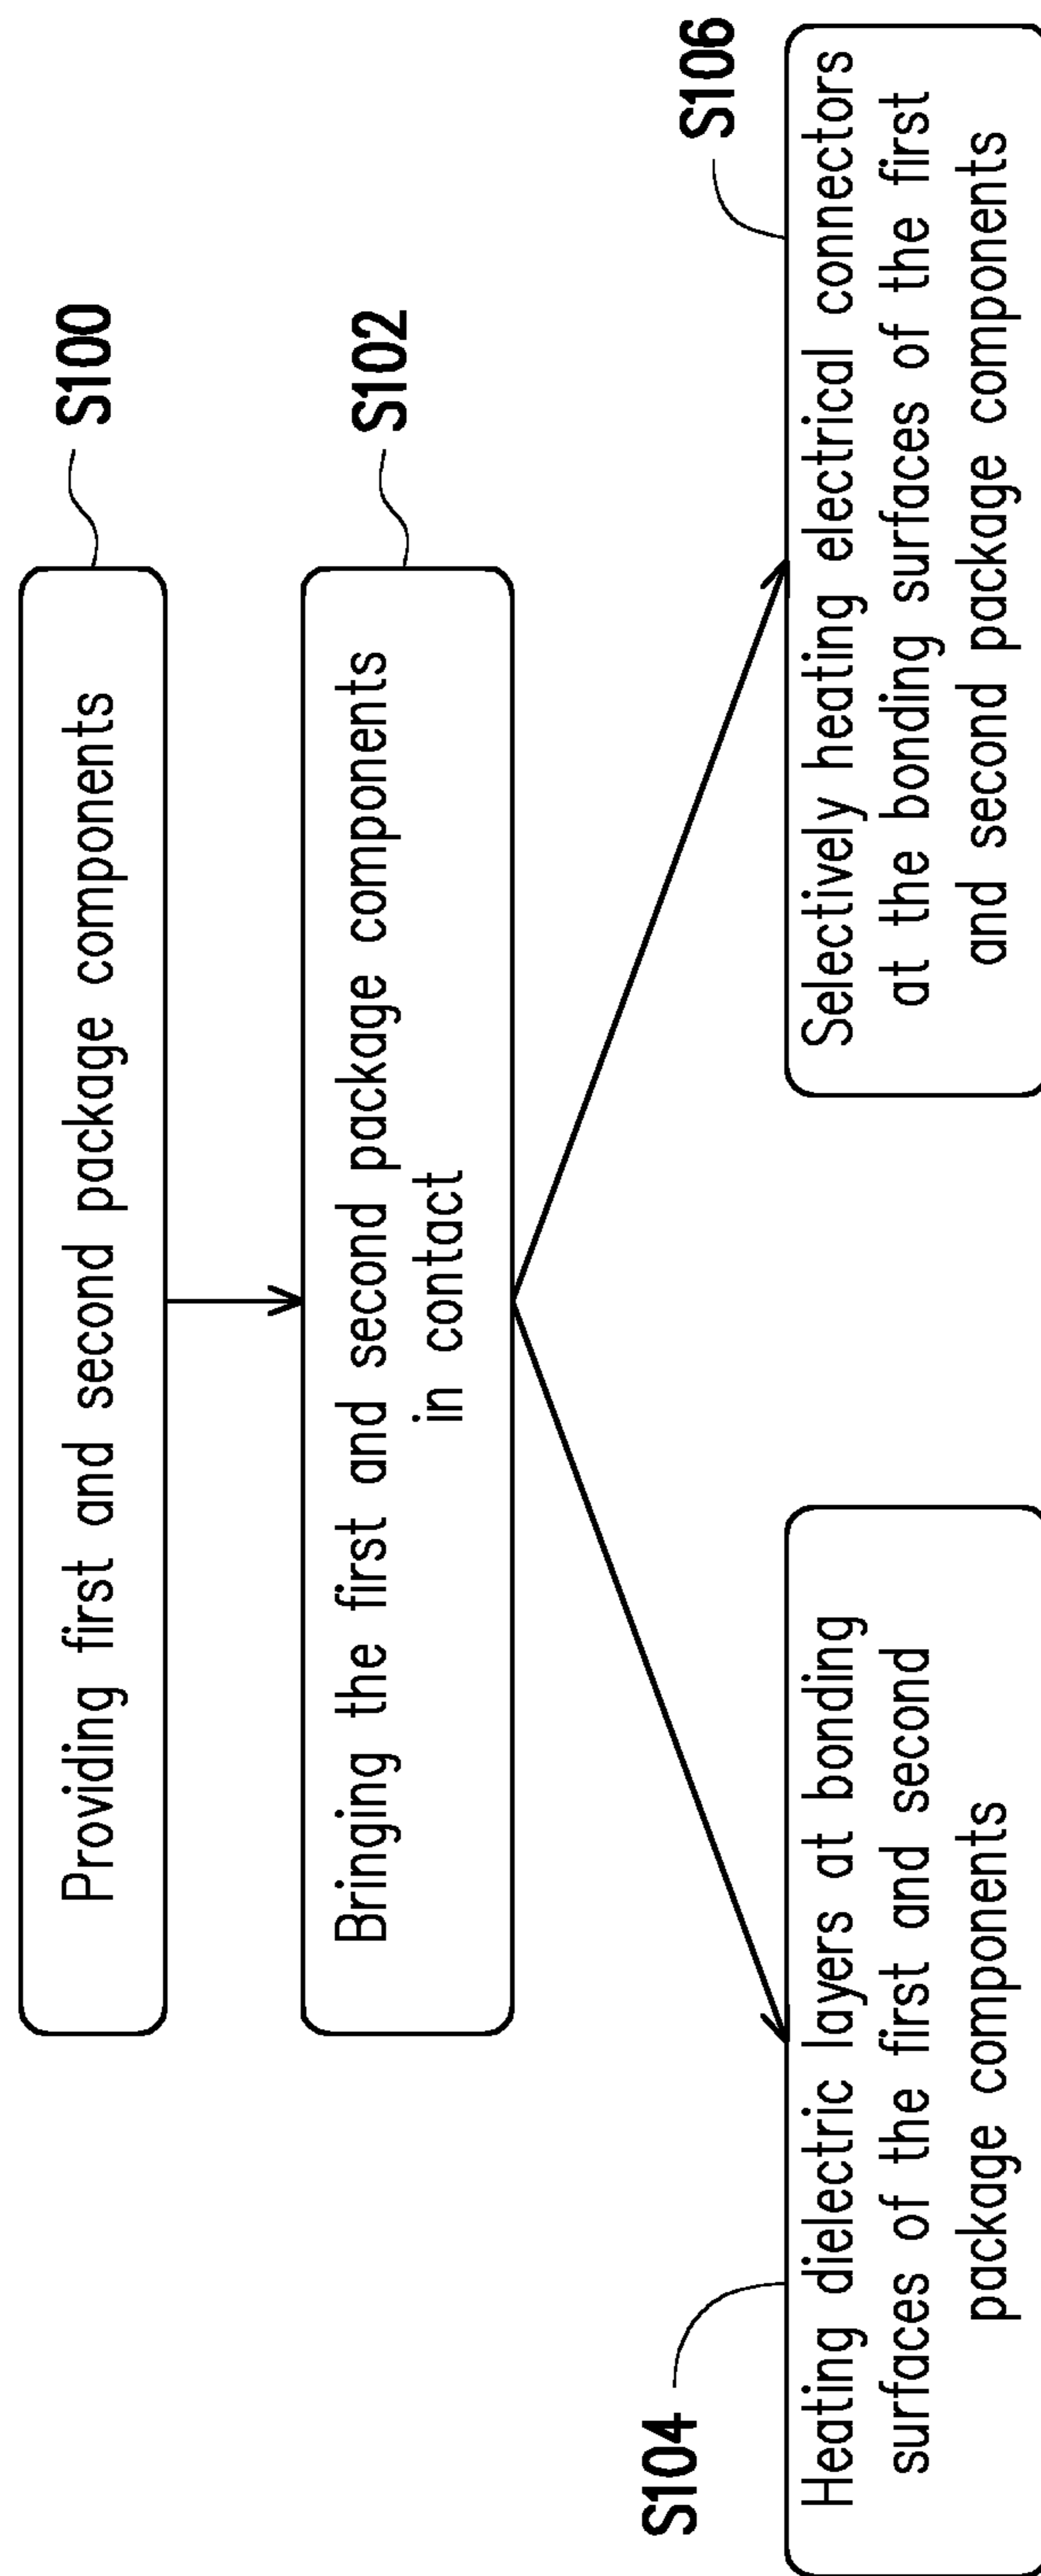 Providing first and second package components
S100
Bringing the first and second package components
in contact
S102
S104
Heating dielectric layers at bonding
surfaces of the first and second
package components
S106
Selectively heating electrical connectors
at the bonding surfaces of the first
and second package components